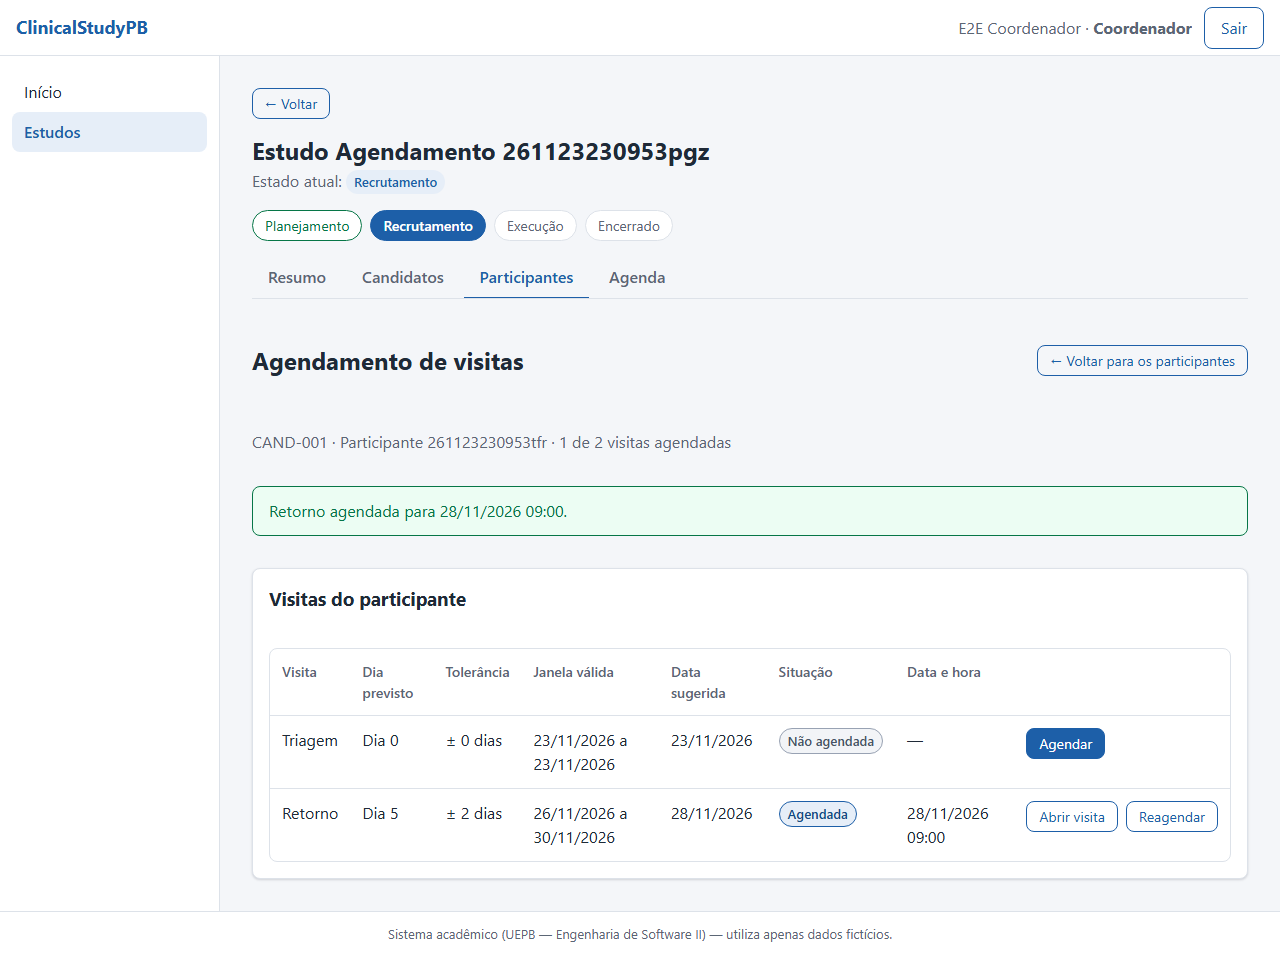 ClinicalStudyPB
E2E Coordenador · Coordenador
Sair
Início
Estudos
← Voltar
Estudo Agendamento 261123230953pgz
Estado atual: Recrutamento
Planejamento
Recrutamento
Execução
Encerrado
Resumo
Candidatos
Participantes
Agenda
Agendamento de visitas
← Voltar para os participantes
CAND-001 · Participante 261123230953tfr · 1 de 2 visitas agendadas
Retorno agendada para 28/11/2026 09:00.
Visitas do participante
Visita
Dia previsto
Tolerância
Janela válida
Data sugerida
Situação
Data e hora
Triagem
Dia 0
± 0 dias
23/11/2026 a
23/11/2026
23/11/2026
Não agendada
—
Agendar
Retorno
Dia 5
± 2 dias
26/11/2026 a
30/11/2026
28/11/2026
Agendada
28/11/2026
09:00
Abrir visita
Reagendar
Sistema acadêmico (UEPB — Engenharia de Software II) — utiliza apenas dados fictícios.